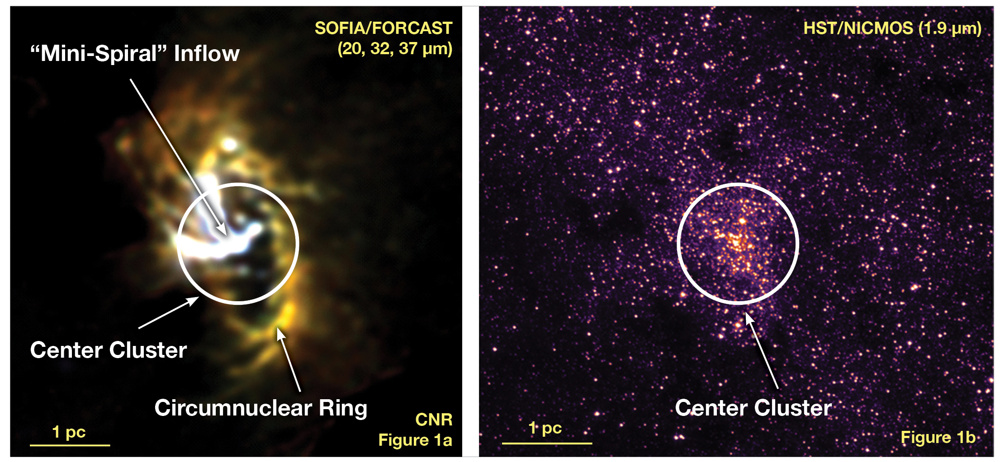 SOFIA/FORCAST
(20, 32, 37 µm)
“Mini-Spiral” Inflow
Center Cluster
Circumnuclear Ring
1 pc
CNR
Figure 1a
HST/NICMOS (1.9 µm)
Center Cluster
1 pc
Figure 1b